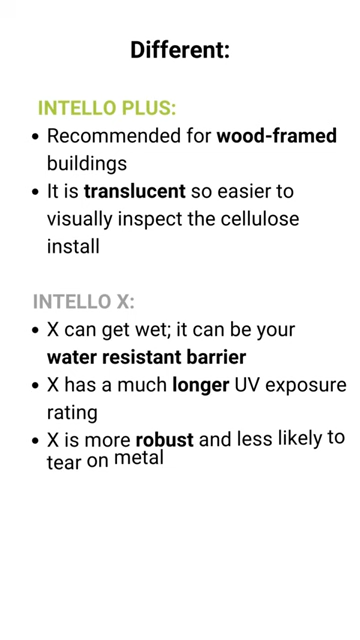 Different:
INTELLO PLUS:
• Recommended for wood-framed
buildings
• It is translucent so easier to
visually inspect the cellulose
install
INTELLO X:
• X can get wet; it can be your
water resistant barrier
• X has a much longer UV exposure
rating
• X is more robust and less likely to
tear on metal